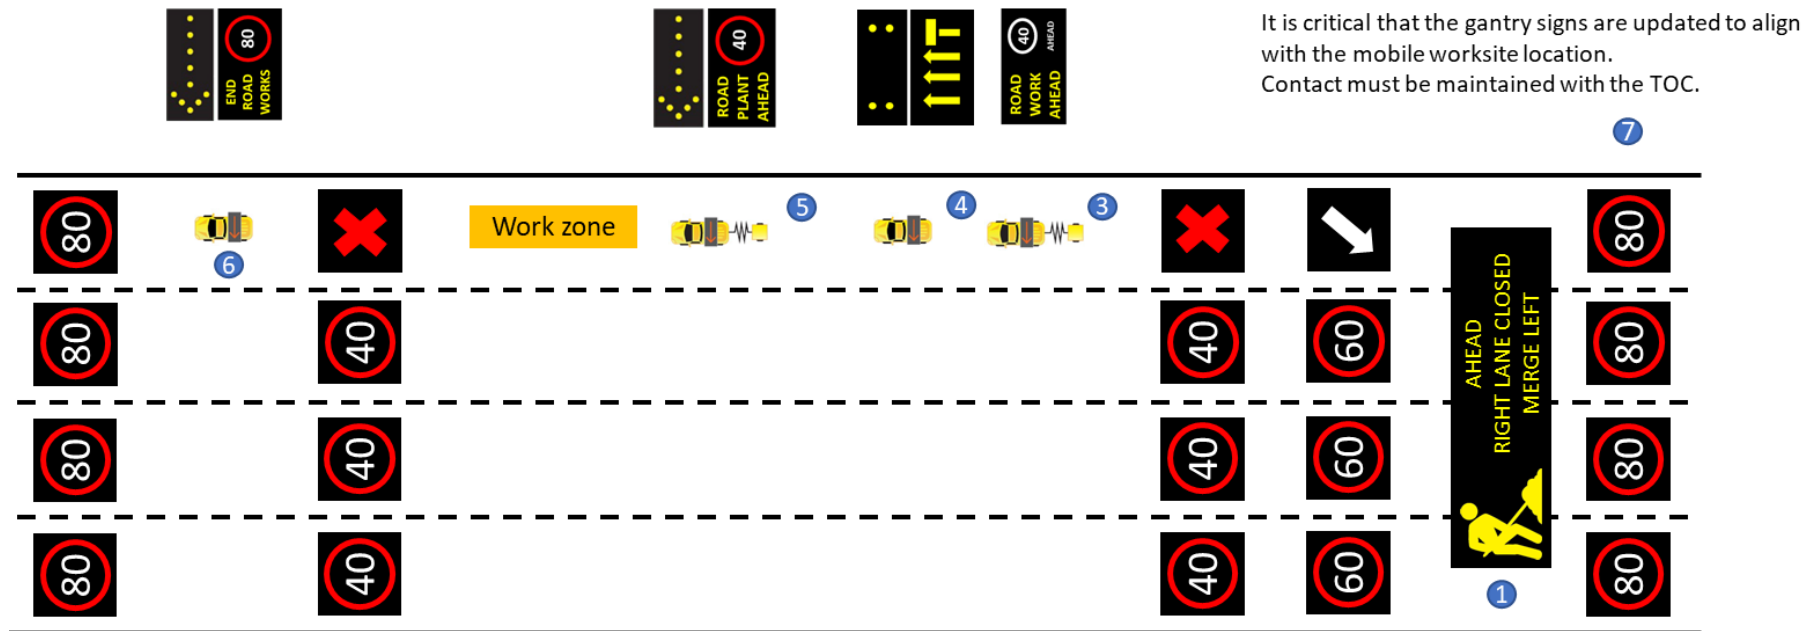 It is critical that the gantry signs are updated to align
with the mobile worksite location.
Contact must be maintained with the TOC.
7
80
END
ROAD
WORKS
40
ROAD
PLANT
AHEAD
40 AHEAD
ROAD
WORK
AHEAD
80
6
Work zone
5
4
3
80
80
40
40
60
80
80
40
40
60
80
80
40
40
60
80
AHEAD
RIGHT LANE CLOSED
MERGE LEFT
1